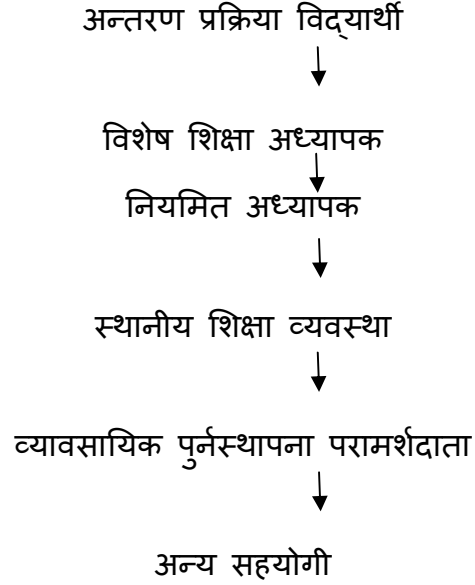 अन्तरण प्रक्रिया विद्यार्थी
विशेष शिक्षा अध्यापक
नियमित अध्यापक
स्थानीय शिक्षा व्यवस्था
व्यावसायिक पुर्नस्थापना परामर्शदाता
अन्य सहयोगी